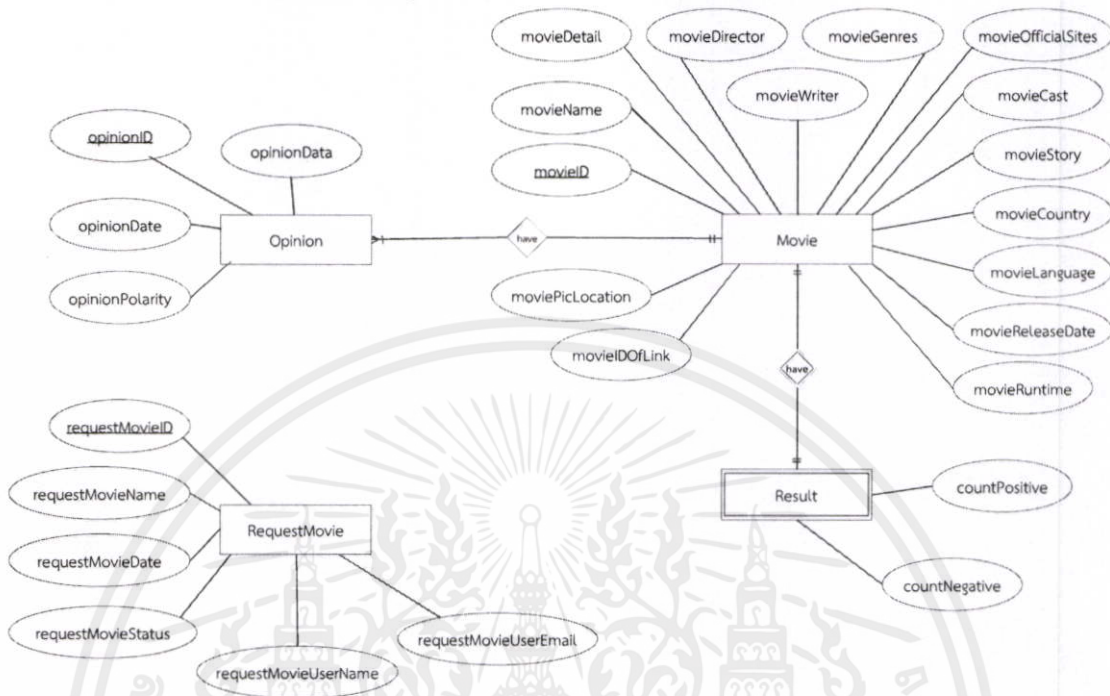 movieDetail
movieDirector
movieGenres
movieOfficialSites
movieName
movieWriter
movieCast
opinionID
opinionData
movieID
movieStory
opinionDate
Opinion
have
Movie
movieCountry
opinionPolarity
moviePicLocation
movieLanguage
movieIDOfLink
movieReleaseDate
have
movieRuntime
requestMovieID
requestMovieName
Result
countPositive
RequestMovie
requestMovieDate
countNegative
requestMovieStatus
requestMovieUserEmail
requestMovieUserName